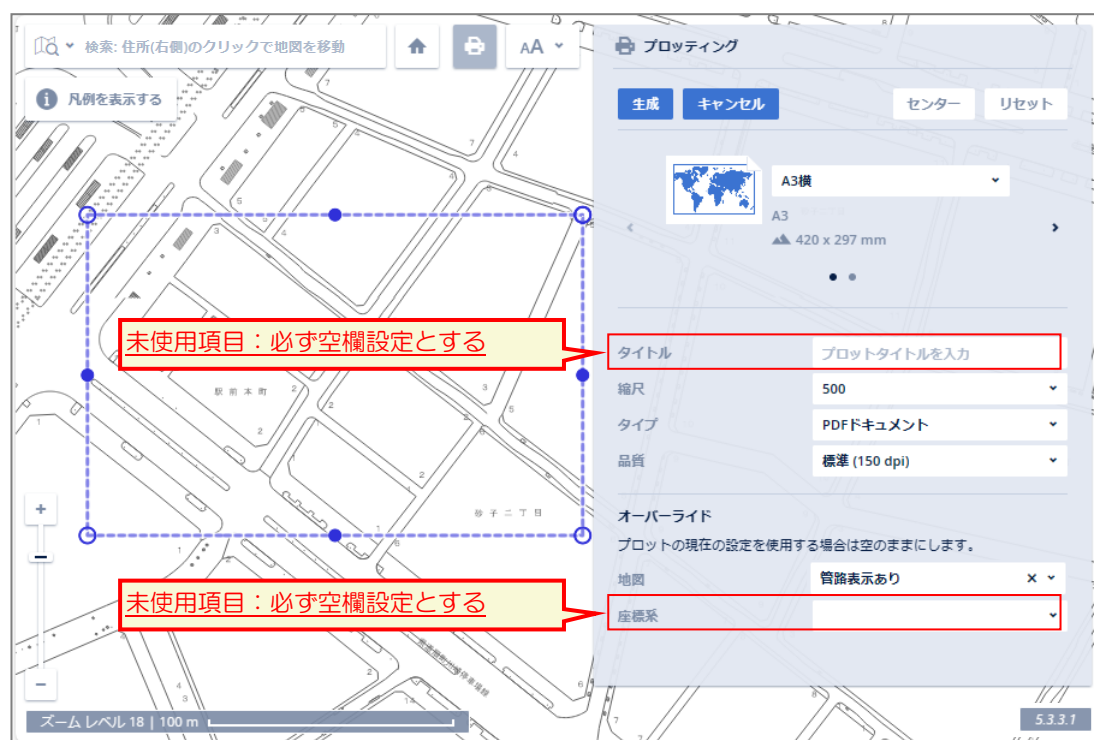 検索: 住所(右側)のクリックで地図を移動
AA
凡例を表示する
プロッティング
生成
キャンセル
センター
リセット
A3横
A3
420 x 297 mm
未使用項目：必ず空欄設定とする
タイトル
プロットタイトルを入力
縮尺
500
タイプ
PDFドキュメント
品質
標準 (150 dpi)
オーバーライド
プロットの現在の設定を使用する場合は空のままにします。
地図
管路表示あり
未使用項目：必ず空欄設定とする
座標系
駅前本町
砂子二丁目
ズーム レベル 18 | 100 m
5.3.3.1